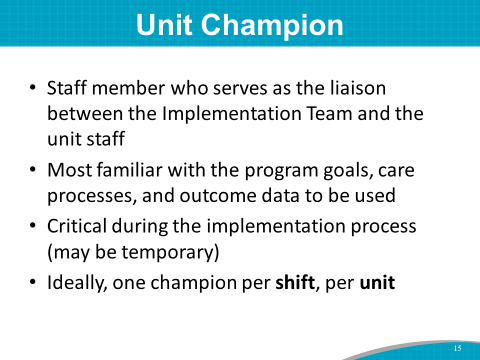 Unit Champion
• Staff member who serves as the liaison
between the Implementation Team and the
unit staff
• Most familiar with the program goals, care
processes, and outcome data to be used
• Critical during the implementation process
(may be temporary)
• Ideally, one champion per shift, per unit
15